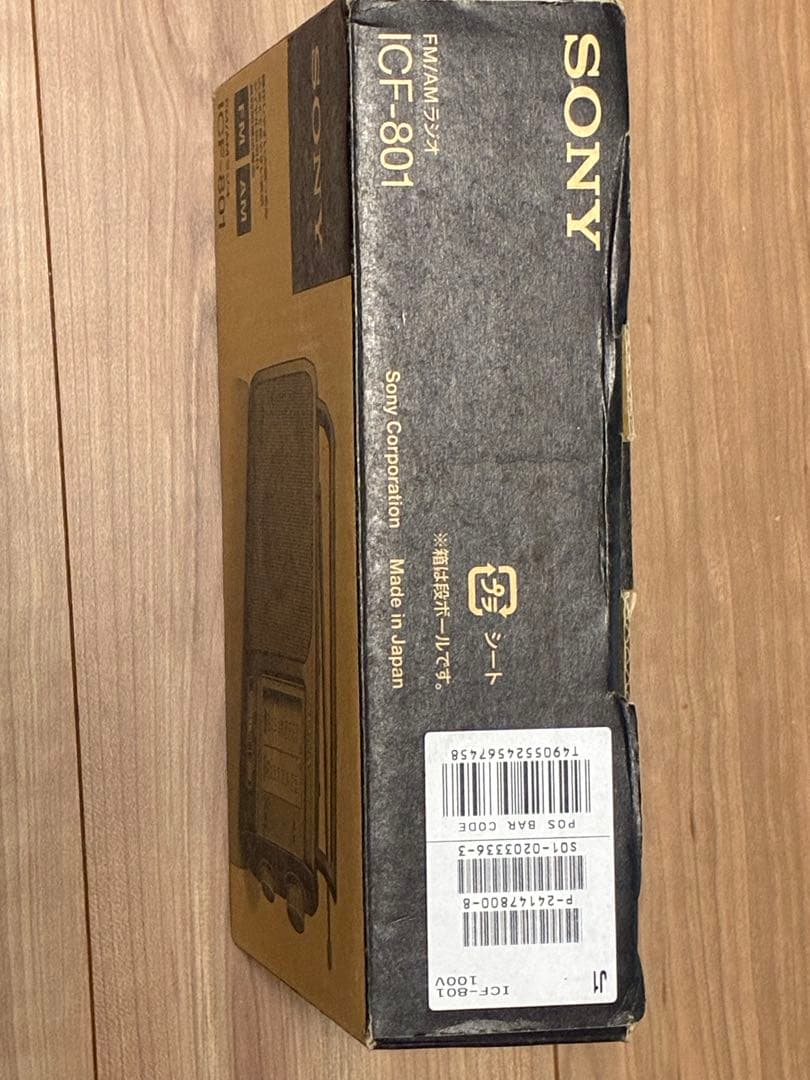 SONY
FM/AMラジオ
ICF-801
Sony Corporation Made in Japan
プラ シート
※箱は段ボールです。
T4905524567458
POS BAR CODE
S01-0203336-3
P-24147800-8
J1
ICF-801
100V
SONY
FM AM
ICF-801